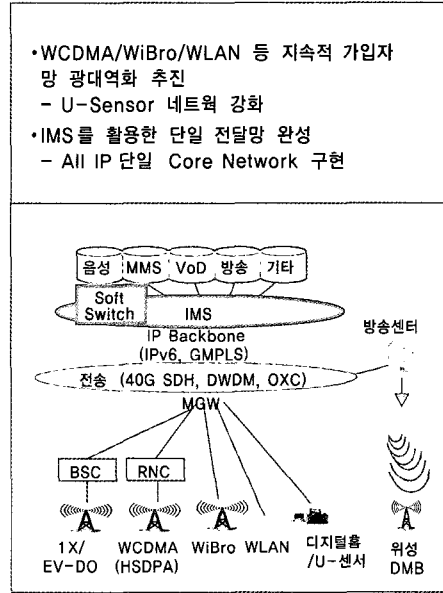 •WCDMA/WiBro/WLAN 등 지속적 가입자
망 광대역화 추진
- U-Sensor 네트웍 강화
•IMS를 활용한 단일 전달망 완성
- All IP 단일 Core Network 구현
음성 MMS VoD 방송 기타
Soft
Switch
IMS
방송센터
IP Backbone
(IPv6, GMPLS)
전송 (40G SDH, DWDM, OXC)
MGW
BSC RNC
1X/
EV-DO
WCDMA
(HSDPA)
WiBro WLAN
디지털홈
/U-센서
위성
DMB